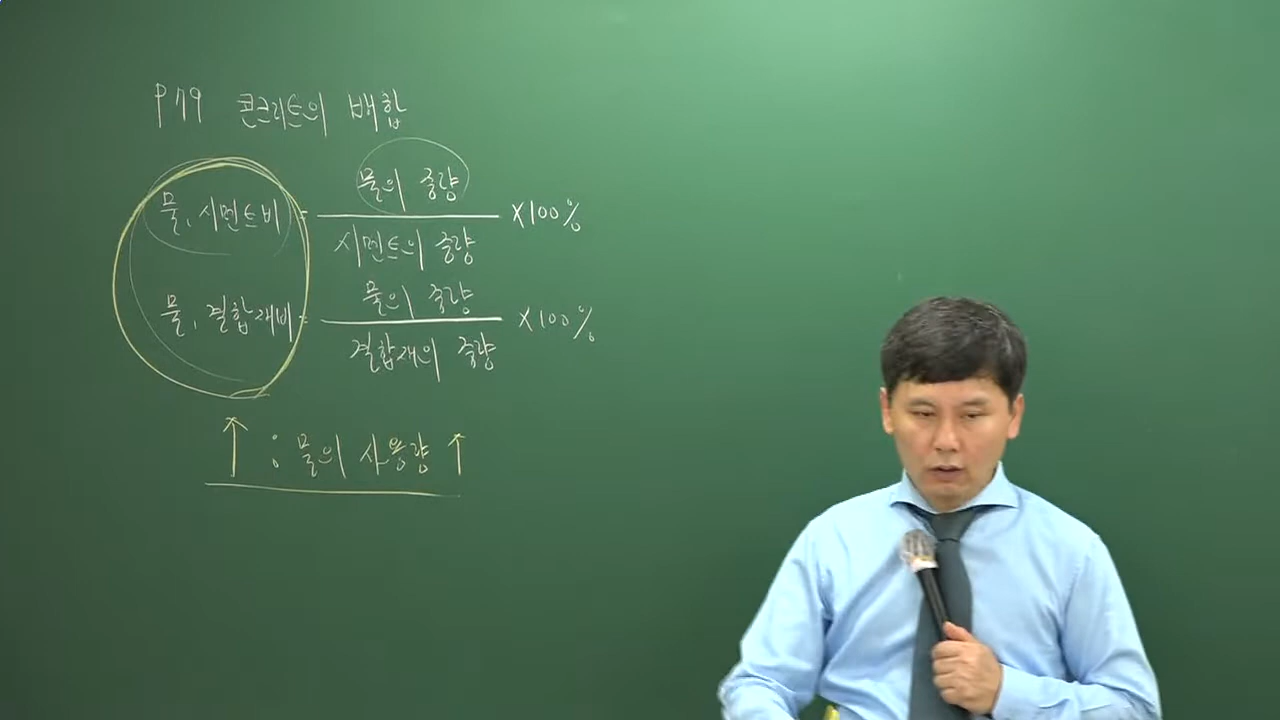 P179 콘크리트의 배합
물의 중량
물, 시멘트비 = ×100%
시멘트의 중량
물의 중량
물, 결합재비 = ×100%
결합재의 중량
↑ : 물의 사용량 ↑